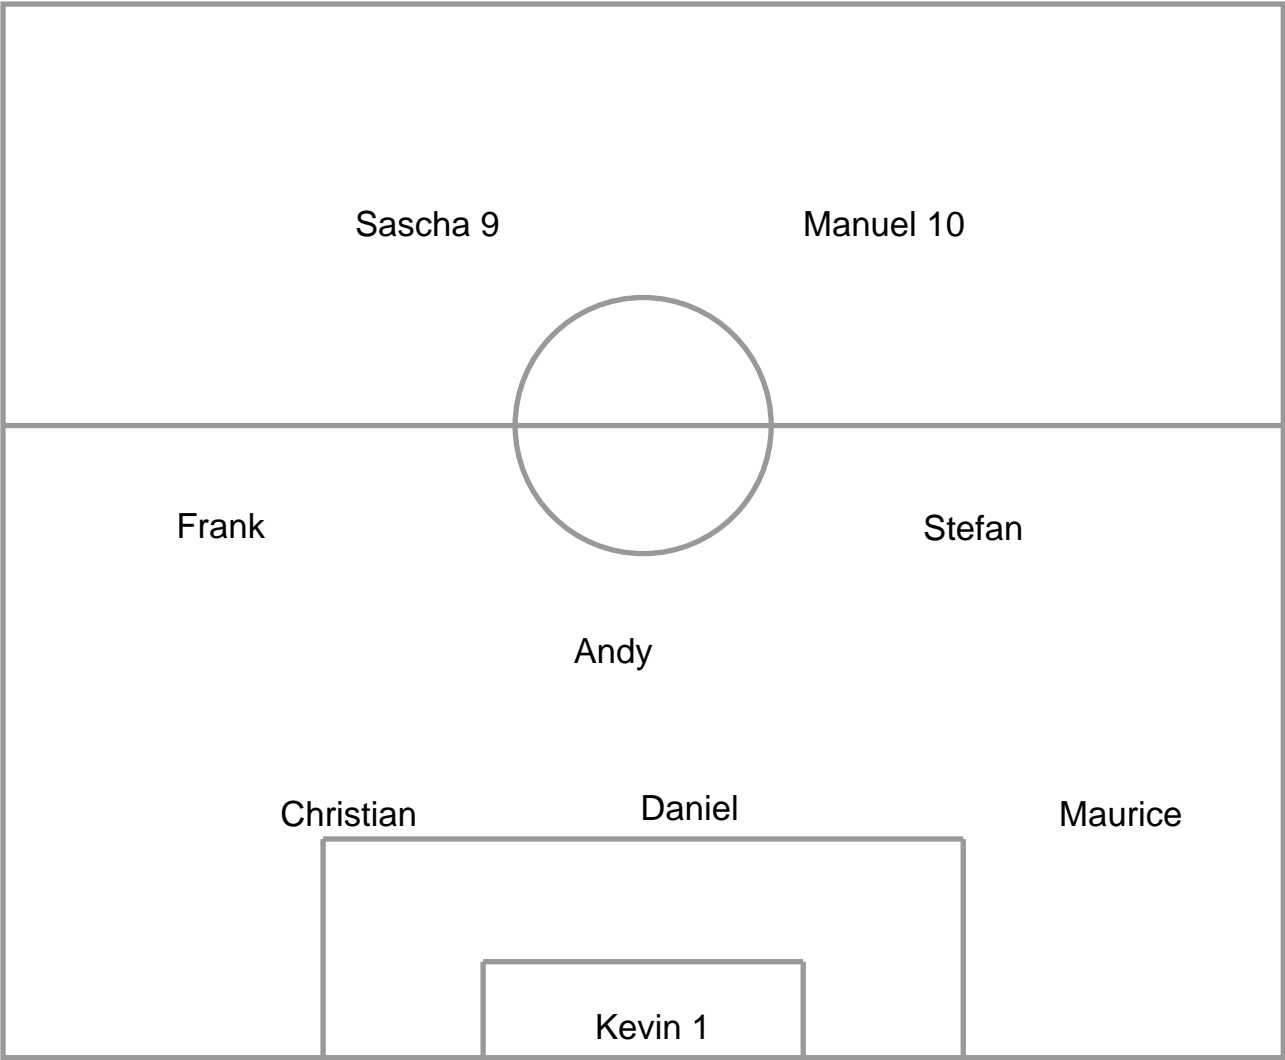 Sascha 9
Manuel 10
Frank
Stefan
Andy
Christian
Daniel
Maurice
Kevin 1